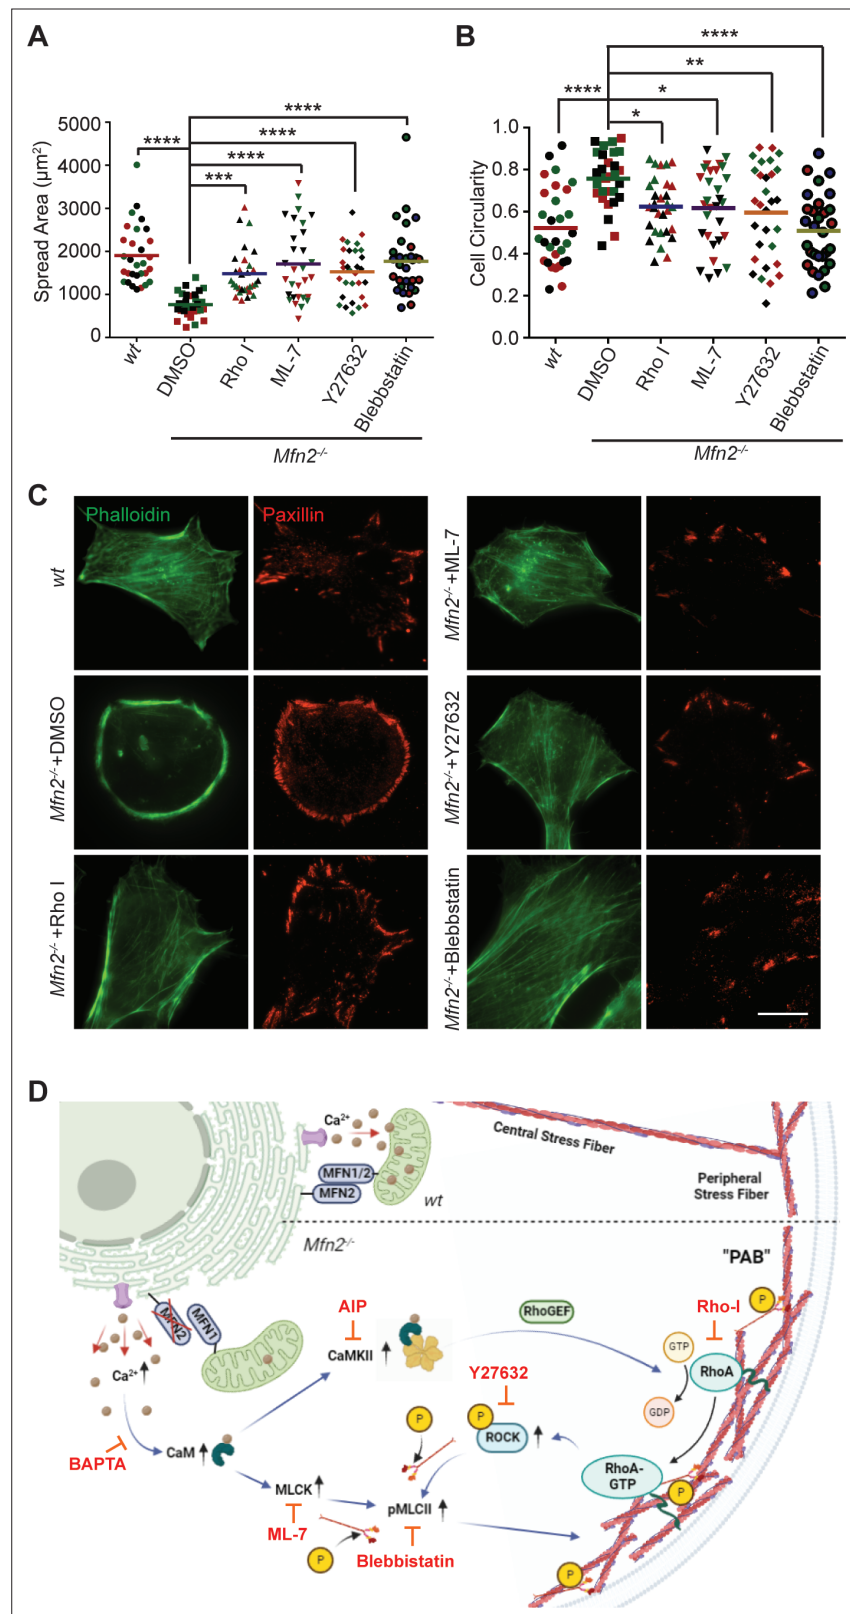 A
Spread Area (µm²)
5000
4000
3000
2000
1000
0
****
****
****
****
***
wt
DMSO
Rho I
ML-7
Y27632
Blebbstatin
Mfn2-/-
B
Cell Circularity
1.0
0.8
0.6
0.4
0.2
0.0
****
**
****
*
*
wt
DMSO
Rho I
ML-7
Y27632
Blebbstatin
Mfn2-/-
C
Phalloidin
Paxillin
wt
Mfn2-/-+DMSO
Mfn2-/-+Rho I
Mfn2-/-+ML-7
Mfn2-/-+Y27632
Mfn2-/-+Blebbstatin
D
Ca2+
MFN1/2
MFN2
wt
Central Stress Fiber
Peripheral
Stress Fiber
Mfn2-/-
"PAB"
MFN2
MFN1
Ca2+
AIP
CaMKII
RhoGEF
Rho-I
P
GTP
RhoA
GDP
Y27632
P
P
ROCK
BAPTA
CaM
RhoA-
GTP
P
MLCK
pMLCII
ML-7
P
Blebbistatin
P